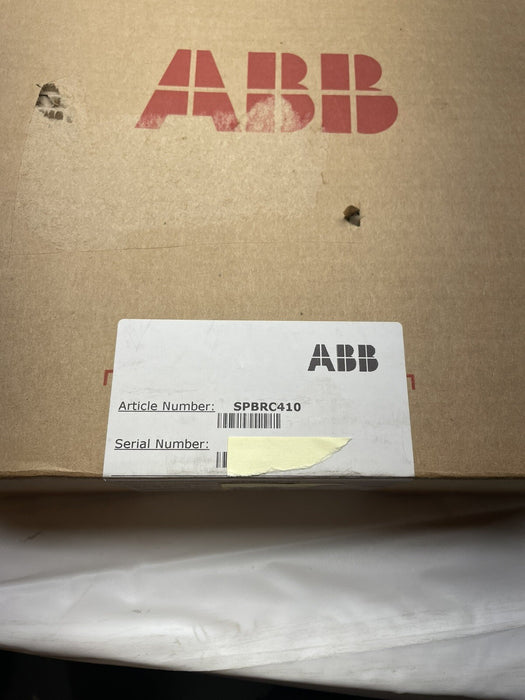 ABB
ABB
Article Number: SPBRC410
Serial Number: